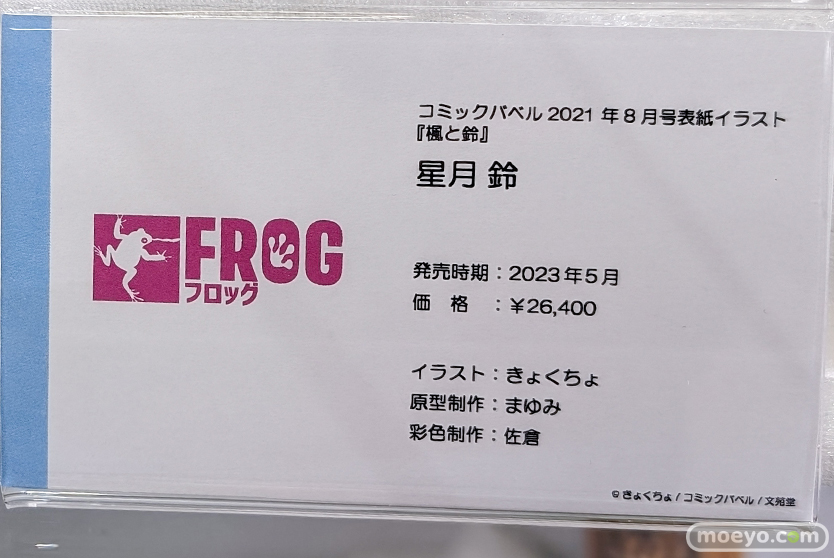 コミックバベル 2021 年 8 月号表紙イラスト
『楓と鈴』
星月 鈴
FROG
フロッグ
発売時期：2023 年 5 月
価　格　：￥26,400
イラスト：きょくちょ
原型制作：まゆみ
彩色制作：佐倉
© きょくちょ / コミックバベル / 文苑堂
moeyo.com